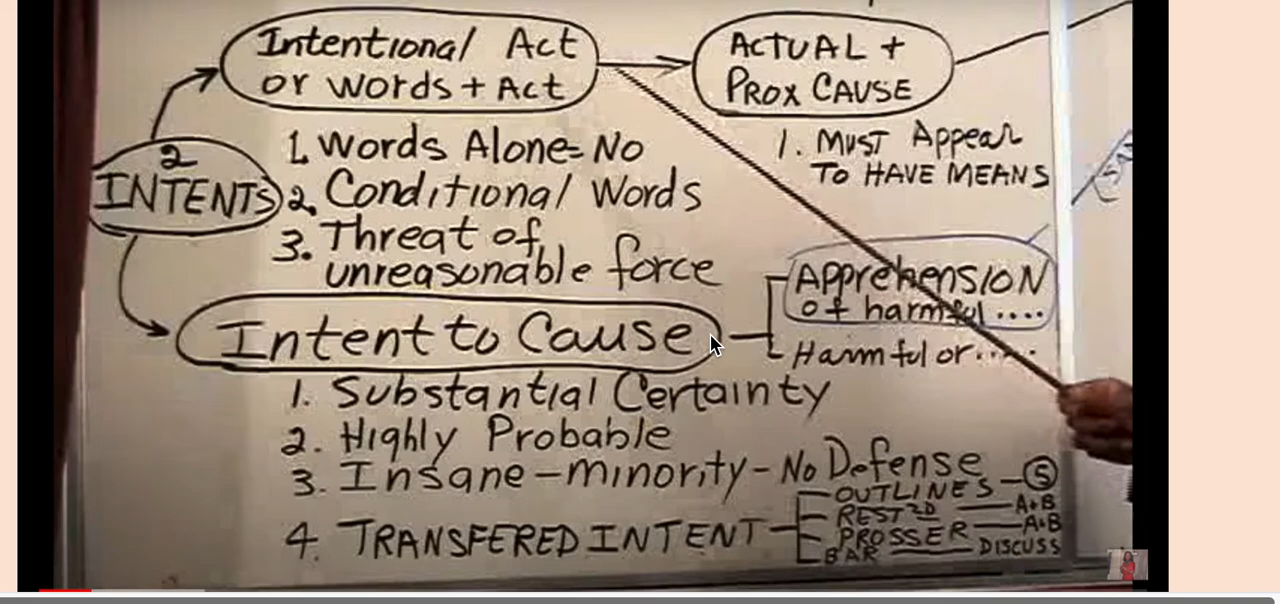 Intentional Act
or words + Act
ACTUAL +
PROX CAUSE
2
INTENTS
1. Words Alone = No
2. Conditional Words
3. Threat of
unreasonable force
1. MUST Appear
TO HAVE MEANS
Intent to Cause
Apprehension
of harmful ....
Harmful or .....
1. Substantial Certainty
2. Highly Probable
3. Insane - minority - No Defense
4. TRANSFERED INTENT
OUTLINES - 5
REST 2D - A+B
PROSSER - A+B
BAR - DISCUSS